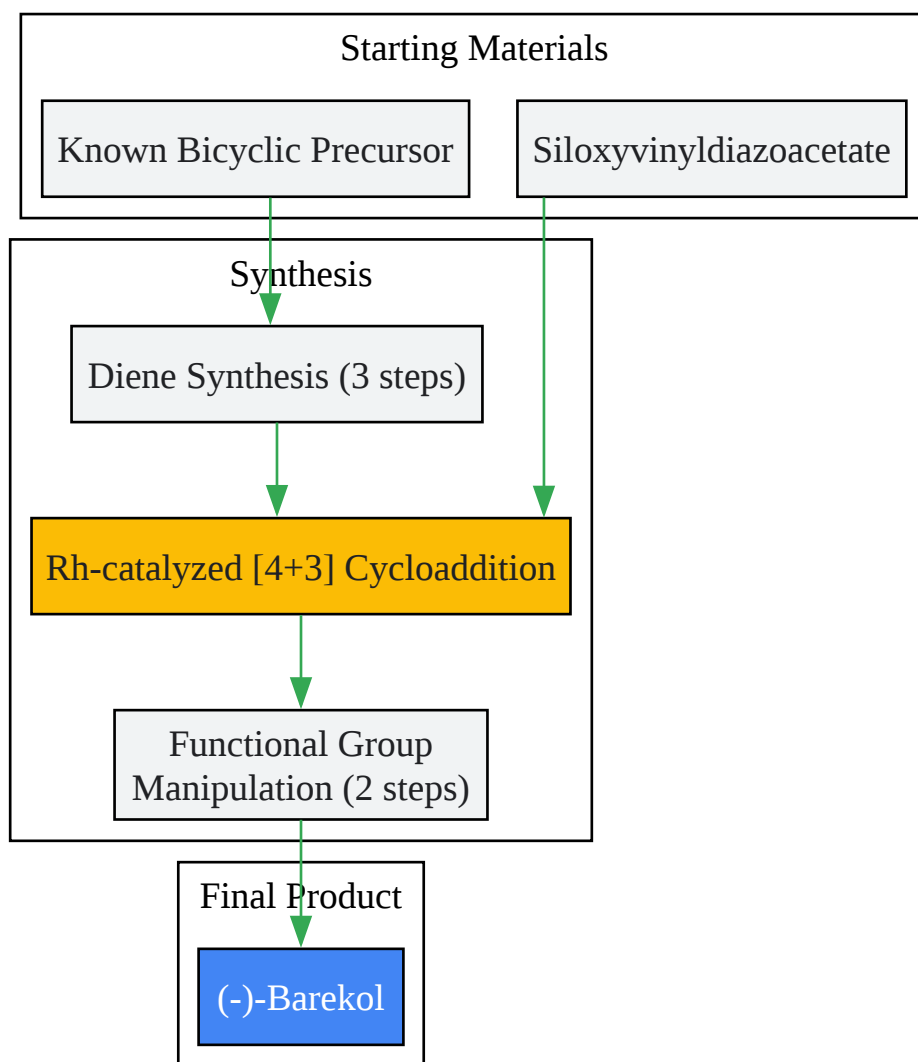 Starting Materials
Known Bicyclic Precursor
Siloxyvinyldiazoacetate
Synthesis
Diene Synthesis (3 steps)
Rh-catalyzed [4+3] Cycloaddition
Functional Group
Manipulation (2 steps)
Final Product
(-)-Barekol